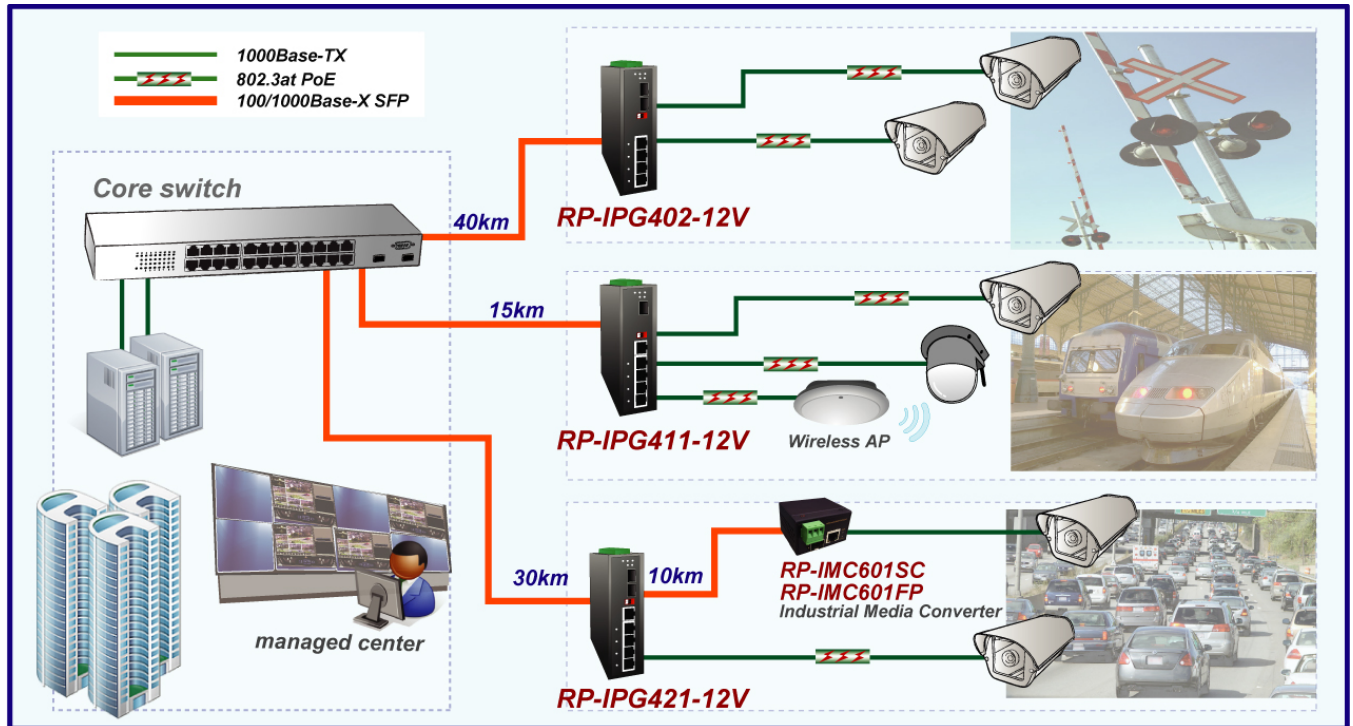 1000Base-TX
802.3at PoE
100/1000Base-X SFP
Core switch
40km
RP-IPG402-12V
15km
RP-IPG411-12V
Wireless AP
30km
10km
RP-IMC601SC
RP-IMC601FP
Industrial Media Converter
managed center
RP-IPG421-12V